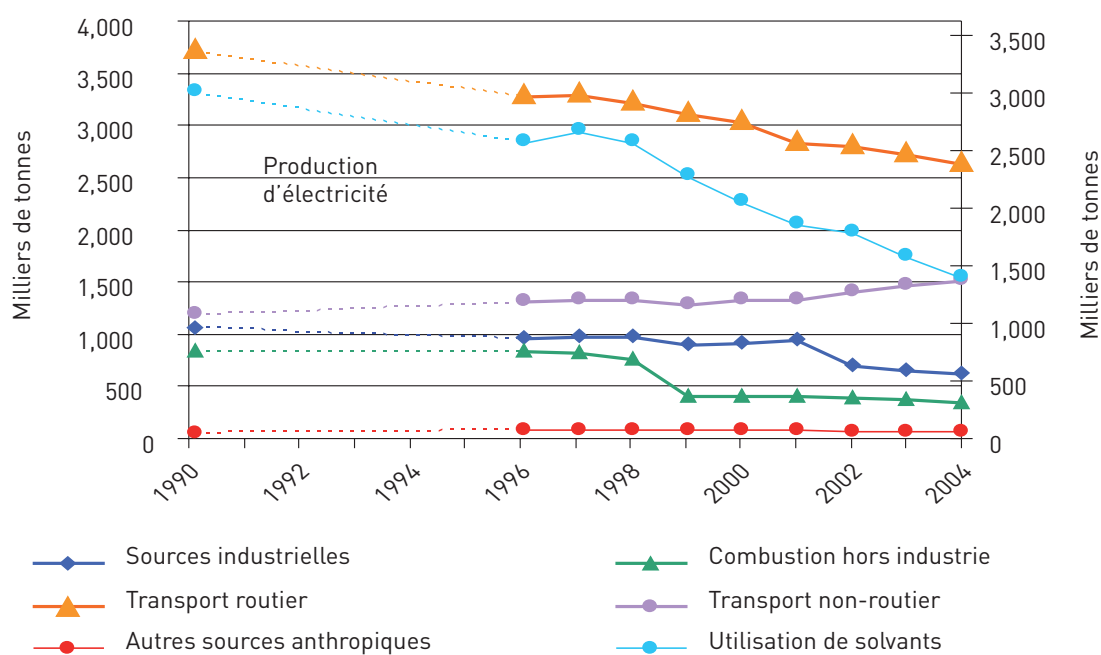 4,000
3,500
3,000
2,500
2,000
1,500
1,000
500
0
Milliers de tonnes
Production
d'électricité
3,500
3,000
2,500
2,000
1,500
1,000
500
0
Milliers de tonnes
1990
1992
1994
1996
1998
2000
2002
2004
Sources industrielles
Combustion hors industrie
Transport routier
Transport non-routier
Autres sources anthropiques
Utilisation de solvants